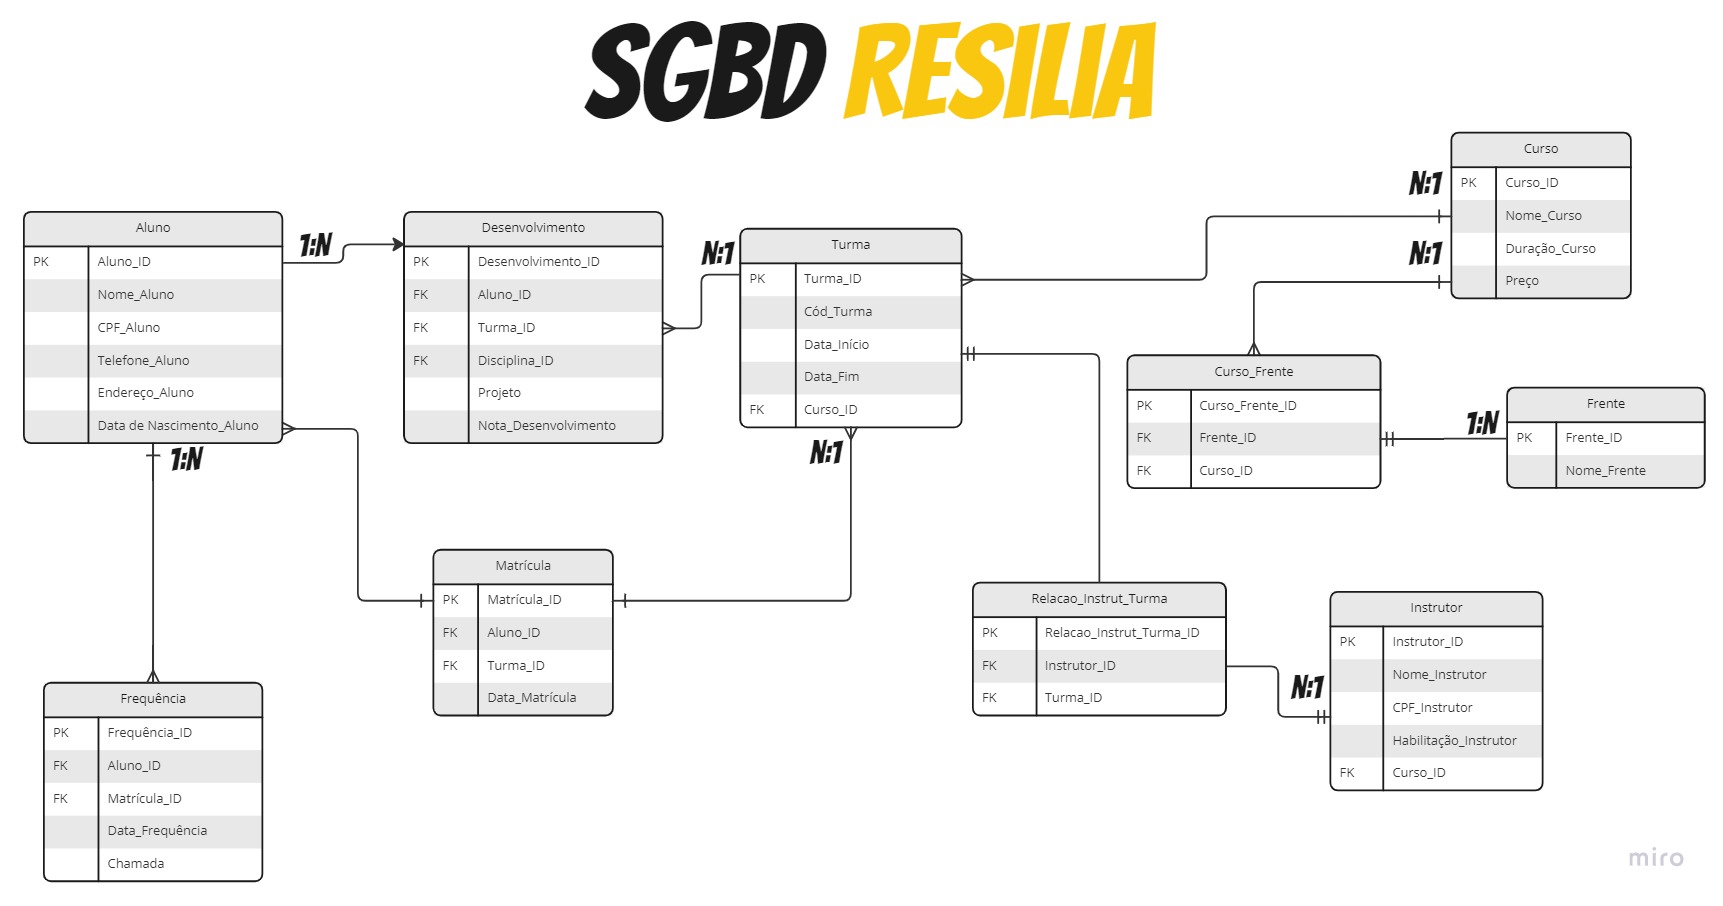 SGBD RESILIA
Aluno
PK Aluno_ID
Nome_Aluno
CPF_Aluno
Telefone_Aluno
Endereço_Aluno
Data de Nascimento_Aluno
1:N
1:N
Desenvolvimento
PK Desenvolvimento_ID
FK Aluno_ID
FK Turma_ID
FK Disciplina_ID
Projeto
Nota_Desenvolvimento
N:1
Turma
PK Turma_ID
Cód_Turma
Data_Início
Data_Fim
FK Curso_ID
N:1
N:1
Curso
PK Curso_ID
Nome_Curso
Duração_Curso
Preço
N:1
Curso_Frente
PK Curso_Frente_ID
FK Frente_ID
FK Curso_ID
1:N
Frente
PK Frente_ID
Nome_Frente
Matrícula
PK Matrícula_ID
FK Aluno_ID
FK Turma_ID
Data_Matrícula
Relacao_Instrut_Turma
PK Relacao_Instrut_Turma_ID
FK Instrutor_ID
FK Turma_ID
N:1
Instrutor
PK Instrutor_ID
Nome_Instrutor
CPF_Instrutor
Habilitação_Instrutor
FK Curso_ID
Frequência
PK Frequência_ID
FK Aluno_ID
FK Matrícula_ID
Data_Frequência
Chamada
miro